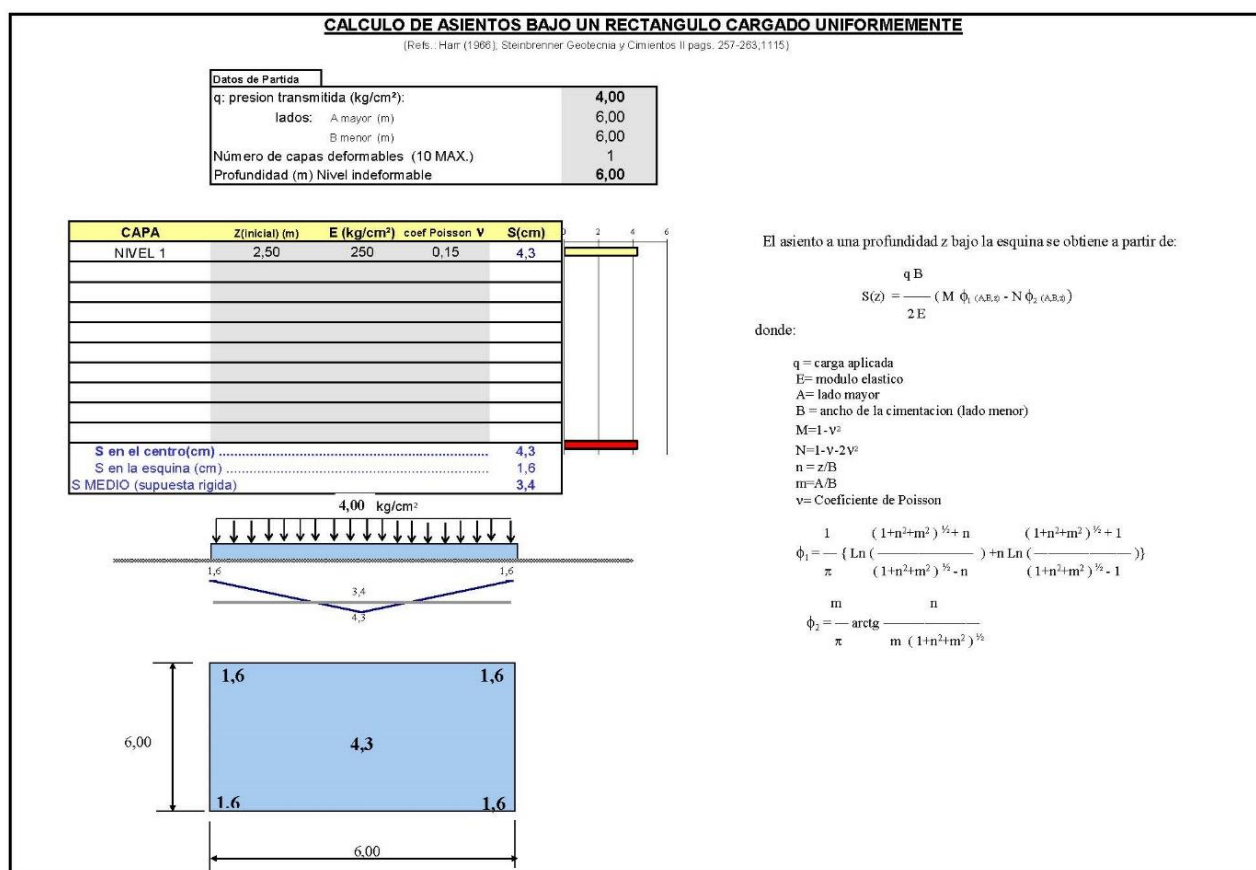 CALCULO DE ASIENTOS BAJO UN RECTANGULO CARGADO UNIFORMEMENTE
(Refs.: Harr (1966); Steinbrenner Geotecnia y Cimientos II pags. 257-263;1115)
Datos de Partida
q: presion transmitida (kg/cm²): 4,00
lados: A mayor (m) 6,00
B menor (m) 6,00
Número de capas deformables (10 MAX.) 1
Profundidad (m) Nivel indeformable 6,00
CAPA Z(inicial) (m) E (kg/cm²) coef Poisson ν S(cm)
NIVEL 1 2,50 250 0,15 4,3
S en el centro(cm) ............................................................ 4,3
S en la esquina (cm) ............................................................ 1,6
S MEDIO (supuesta rigida) 3,4
0 2 4 6
4,00 kg/cm²
1,6 1,6
3,4
4,3
1,6 1,6
6,00 4,3
1,6 1,6
6,00
El asiento a una profundidad z bajo la esquina se obtiene a partir de:
q B
S(z) = —— ( M ϕ₁ (A,B,z) - N ϕ₂ (A,B,z) )
2 E
donde:
q = carga aplicada
E= modulo elastico
A= lado mayor
B = ancho de la cimentacion (lado menor)
M=1-ν²
N=1-ν-2ν²
n = z/B
m=A/B
ν= Coeficiente de Poisson
1 (1+n²+m²) ½ + n (1+n²+m²) ½ + 1
ϕ₁ = — { Ln ( ———————— ) +n Ln ( ———————— )}
π (1+n²+m²) ½ - n (1+n²+m²) ½ - 1
m n
ϕ₂ = — arctg ————————
π m (1+n²+m²) ½